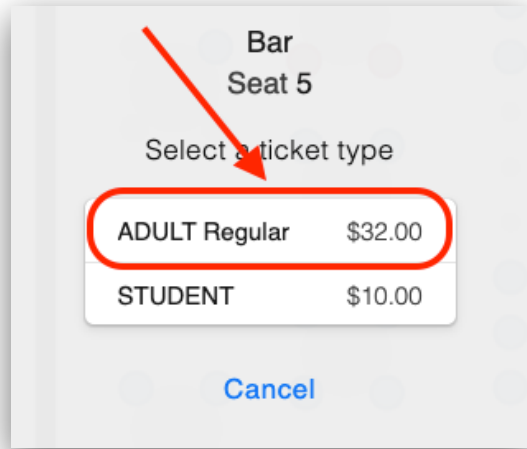 Bar
Seat 5
Select a ticket type
ADULT Regular $32.00
STUDENT $10.00
Cancel